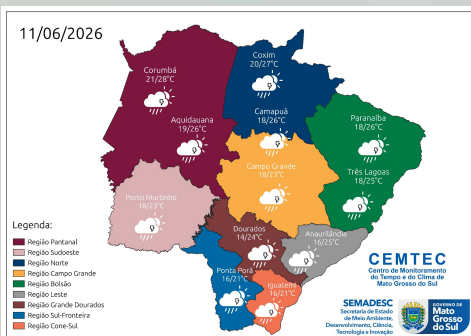 11/06/2026
Corumbá
21/28°C
Coxim
20/27°C
Camapuã
18/26°C
Aquidauana
19/26°C
Paranaíba
18/26°C
Campo Grande
18/23°C
Três Lagoas
18/25°C
Porto Murtinho
18/23°C
Dourados
14/24°C
Anaurilândia
16/25°C
Ponta Porã
16/21°C
Iguatemi
16/21°C
Legenda:
Região Pantanal
Região Sudoeste
Região Norte
Região Campo Grande
Região Bolsão
Região Leste
Região Grande Dourados
Região Sul-Fronteira
Região Cone-Sul
CEMTEC
Centro de Monitoramento
do Tempo e do Clima de
Mato Grosso do Sul
SEMADESC
Secretaria de Estado
de Meio Ambiente,
Desenvolvimento, Ciência,
Tecnologia e Inovação
GOVERNO DE
Mato
Grosso
do Sul